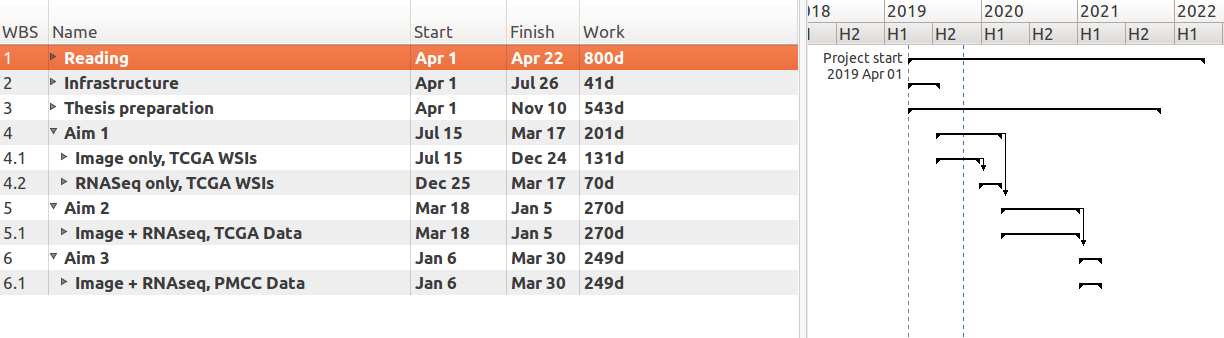 018 2019 2020 2021 2022
WBS Name Start Finish Work H2 H1 H2 H1 H2 H1 H2 H1
1 Reading Apr 1 Apr 22 800d
Project start
2019 Apr 01
2 Infrastructure Apr 1 Jul 26 41d
3 Thesis preparation Apr 1 Nov 10 543d
4 Aim 1 Jul 15 Mar 17 201d
4.1 Image only, TCGA WSIs Jul 15 Dec 24 131d
4.2 RNASeq only, TCGA WSIs Dec 25 Mar 17 70d
5 Aim 2 Mar 18 Jan 5 270d
5.1 Image + RNAseq, TCGA Data Mar 18 Jan 5 270d
6 Aim 3 Jan 6 Mar 30 249d
6.1 Image + RNAseq, PMCC Data Jan 6 Mar 30 249d